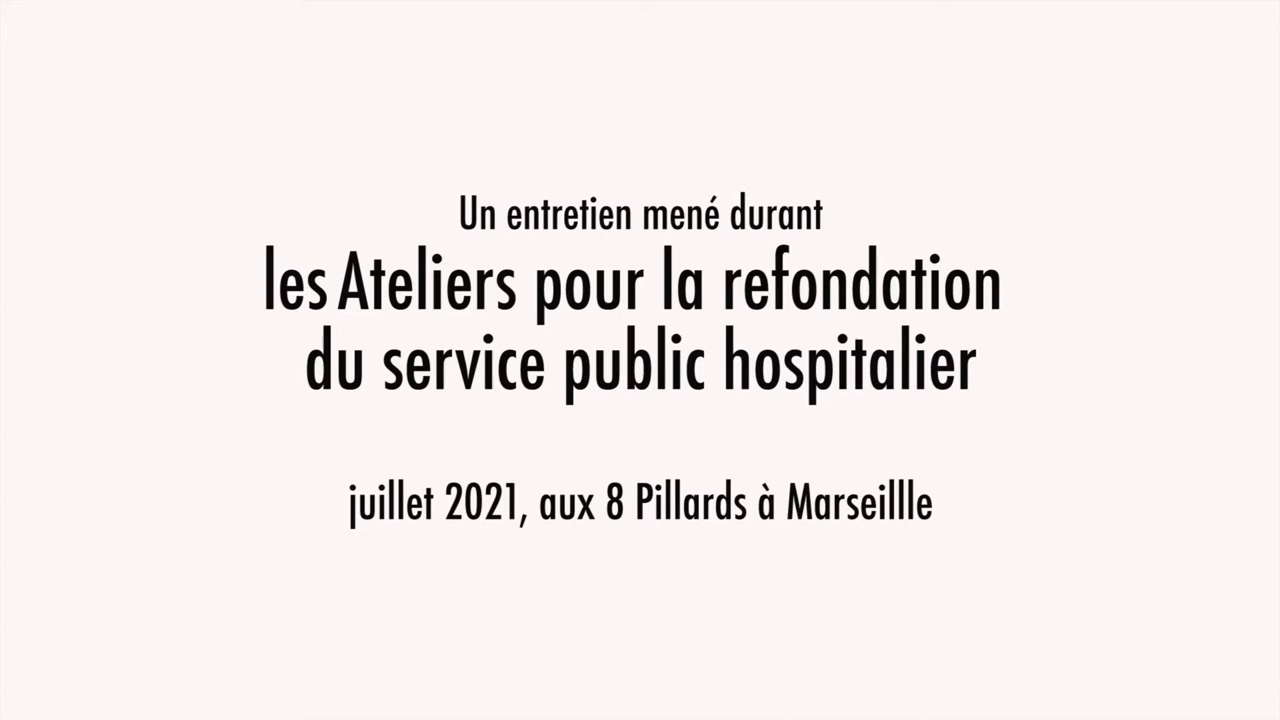 Un entretien mené durant
les Ateliers pour la refondation
du service public hospitalier
juillet 2021, aux 8 Pillards à Marseillle